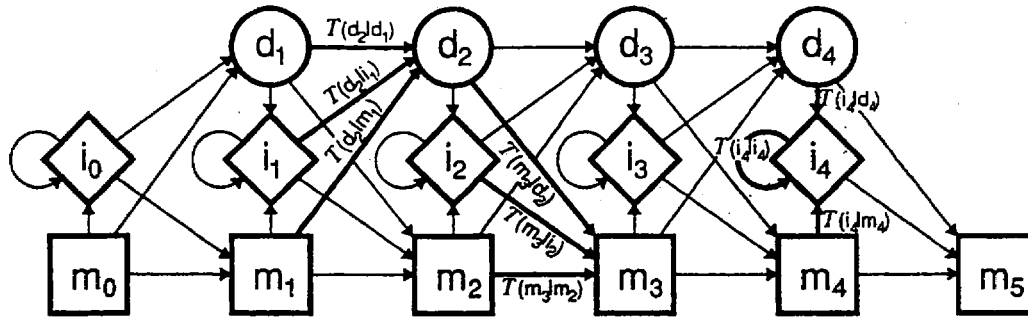 T(d₂|d₁)
d₁ d₂ d₃ d₄
T(d₂|i₁)
T(d₂|m₁)
T(i₄|d₄)
i₀ i₁ i₂ i₃ T(i₄|i₄) i₄
T(m₃|d₂)
T(m₃|i₂)
T(i₄|m₄)
m₀ m₁ m₂ m₃ m₄ m₅
T(m₃|m₂)